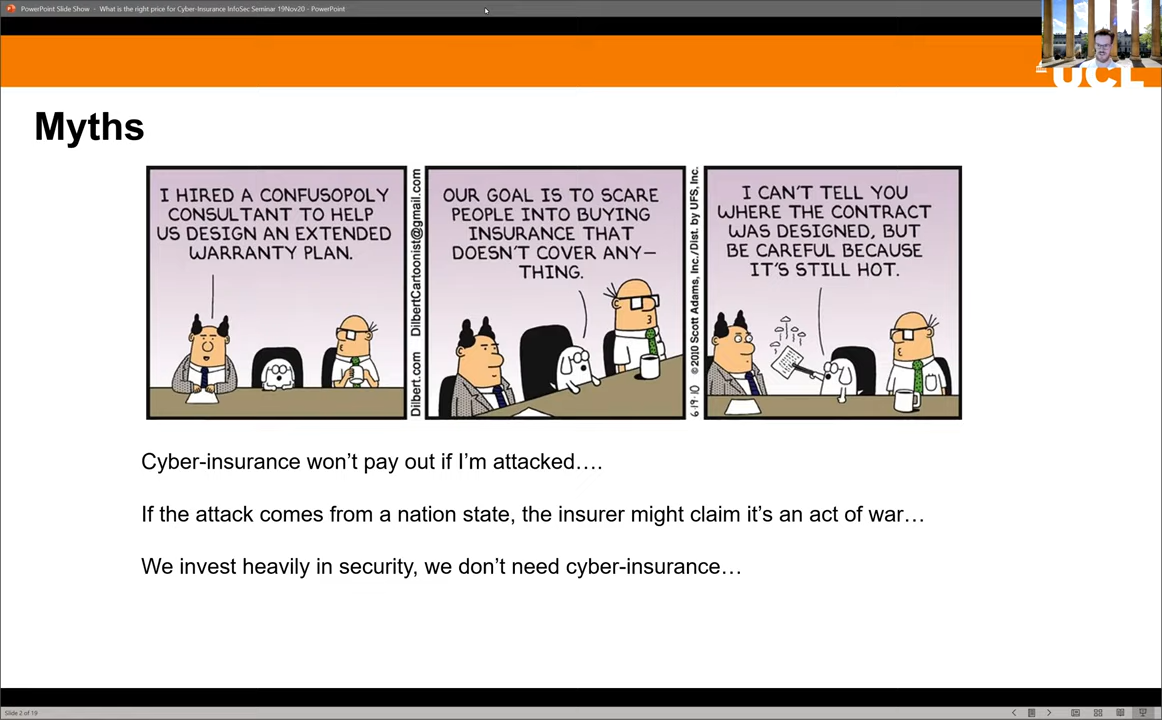 PowerPoint Slide Show - What is the right price for Cyber-Insurance InfoSec Seminar 19Nov20 - PowerPoint
UCL
Myths
I HIRED A CONFUSOPOLY
CONSULTANT TO HELP
US DESIGN AN EXTENDED
WARRANTY PLAN.
Dilbert.com DilbertCartoonist@gmail.com
OUR GOAL IS TO SCARE
PEOPLE INTO BUYING
INSURANCE THAT
DOESN'T COVER ANY—
THING.
6-19-10 ©2010 Scott Adams, Inc./Dist. by UFS, Inc.
I CAN'T TELL YOU
WHERE THE CONTRACT
WAS DESIGNED, BUT
BE CAREFUL BECAUSE
IT'S STILL HOT.
Cyber-insurance won't pay out if I'm attacked….
If the attack comes from a nation state, the insurer might claim it's an act of war…
We invest heavily in security, we don't need cyber-insurance…
Slide 2 of 19